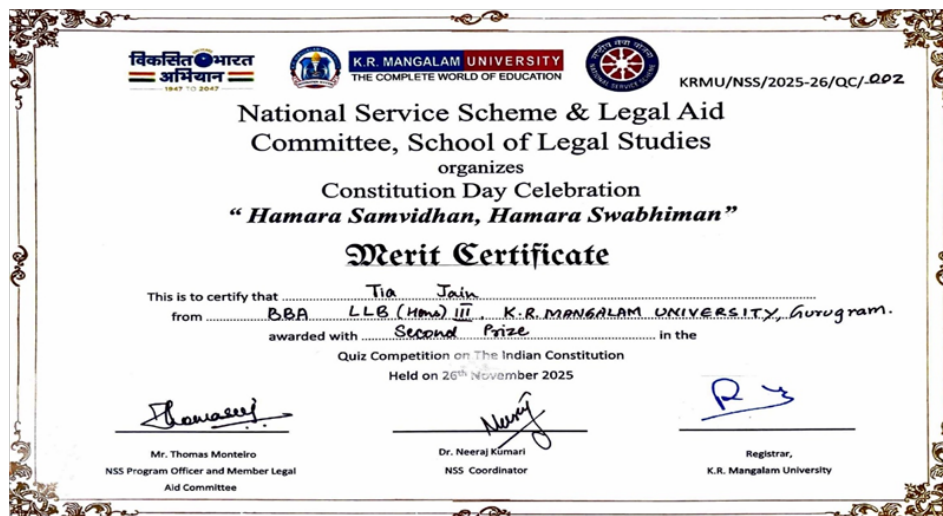 विकसित भारत
अभियान
1947 TO 2047
K.R. MANGALAM UNIVERSITY
THE COMPLETE WORLD OF EDUCATION
राष्ट्रीय सेवा योजना
NATIONAL SERVICE SCHEME
KRMU/NSS/2025-26/QC/-002
National Service Scheme & Legal Aid
Committee, School of Legal Studies
organizes
Constitution Day Celebration
“ Hamara Samvidhan, Hamara Swabhiman”
Merit Certificate
This is to certify that Tia Jain
from BBA LLB (Hons) III, K.R. MANGALAM UNIVERSITY, Gurugram.
awarded with Second Prize in the
Quiz Competition on The Indian Constitution
Held on 26th November 2025
Mr. Thomas Monteiro
NSS Program Officer and Member Legal
Aid Committee
Dr. Neeraj Kumari
NSS Coordinator
Registrar,
K.R. Mangalam University